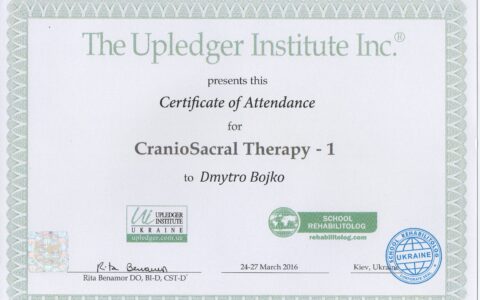 The Upledger Institute Inc.®
presents this
Certificate of Attendance
for
CranioSacral Therapy - 1
to Dmytro Bojko
Ui UPLEDGER
INSTITUTE
UKRAINE
upledger.com.ua
SCHOOL
REHABILITOLOG
rehabilitolog.com
Rita Benamor
Rita Benamor DO, BI-D, CST-D
24-27 March 2016
Kiev, Ukraine
SCHOOL REHABILITOLOG
UKRAINE